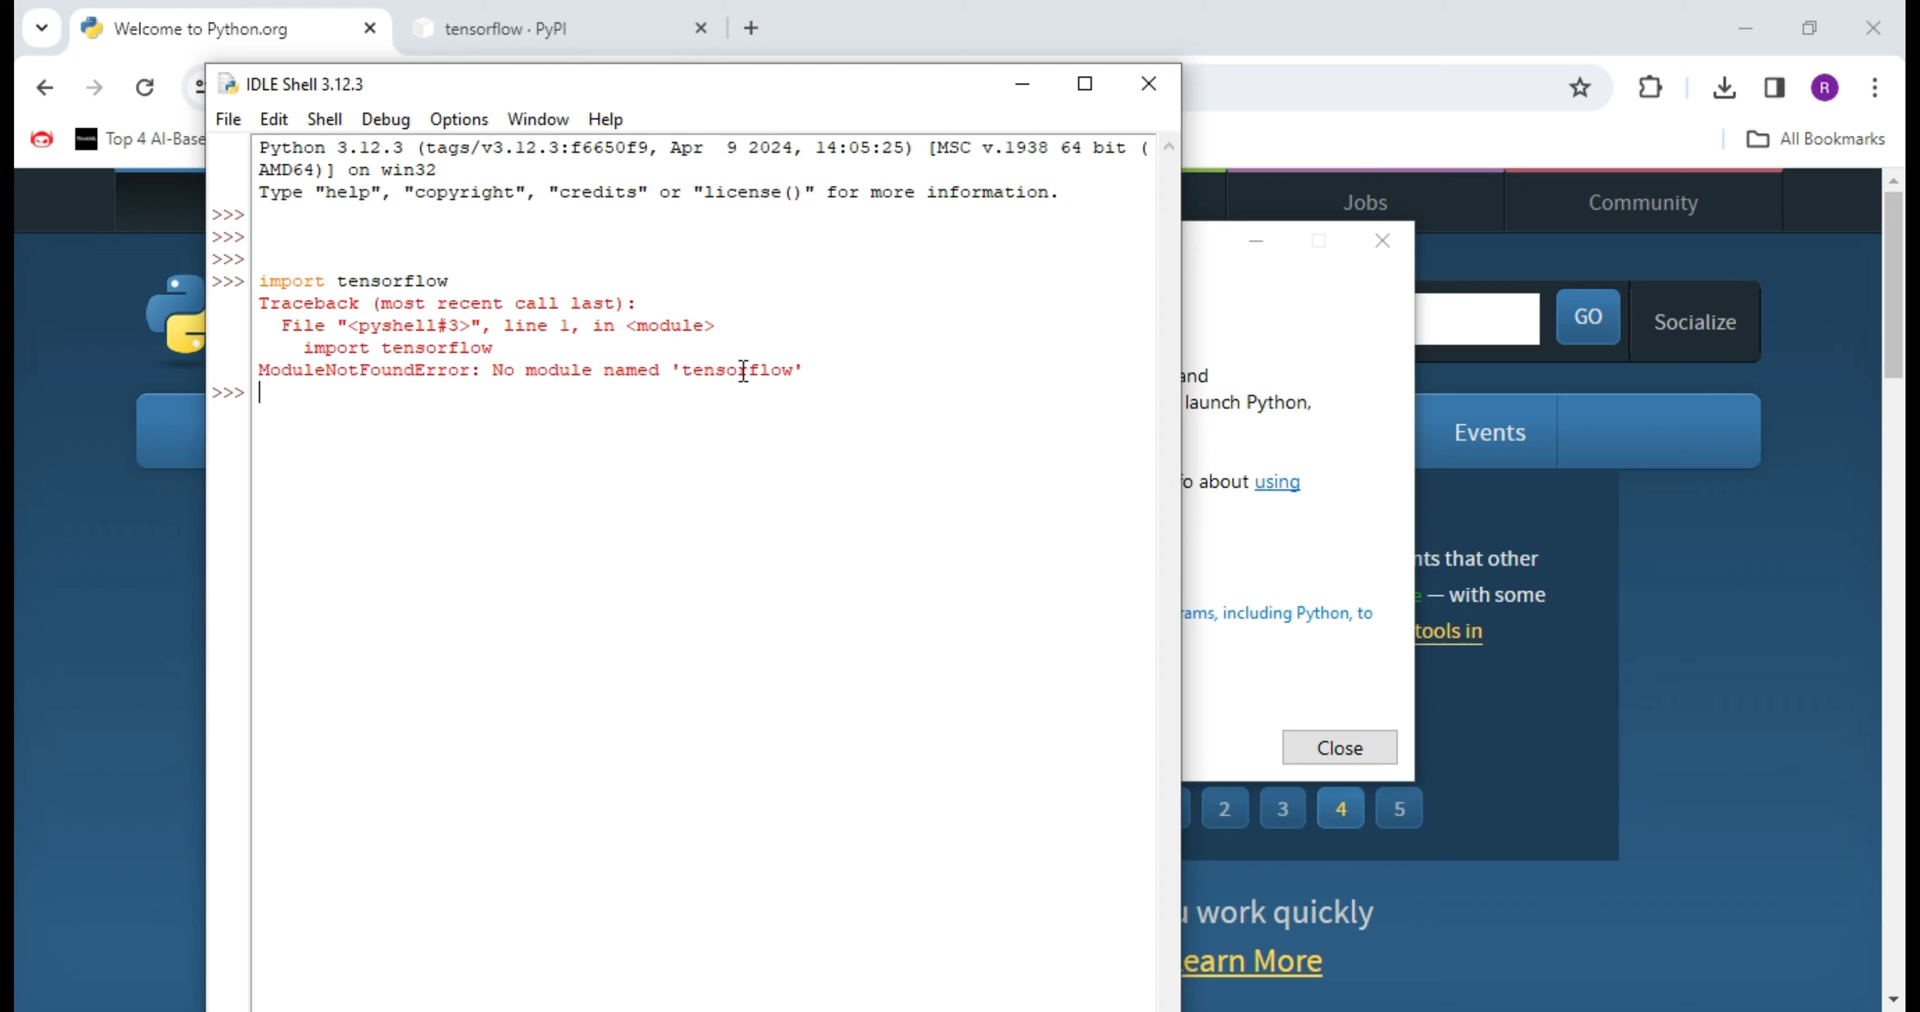 Welcome to Python.org
tensorflow · PyPI
IDLE Shell 3.12.3
R
File Edit Shell Debug Options Window Help
Top 4 AI-Base
All Bookmarks
Python 3.12.3 (tags/v3.12.3:f6650f9, Apr  9 2024, 14:05:25) [MSC v.1938 64 bit (
AMD64)] on win32
Type "help", "copyright", "credits" or "license()" for more information.
>>>
>>>
>>>
>>> import tensorflow
Traceback (most recent call last):
  File "<pyshell#3>", line 1, in <module>
    import tensorflow
ModuleNotFoundError: No module named 'tensorflow'
>>>
Jobs
Community
GO
Socialize
and
launch Python,
Events
fo about using
nts that other
e — with some
rams, including Python, to
tools in
Close
2 3 4 5
u work quickly
earn More